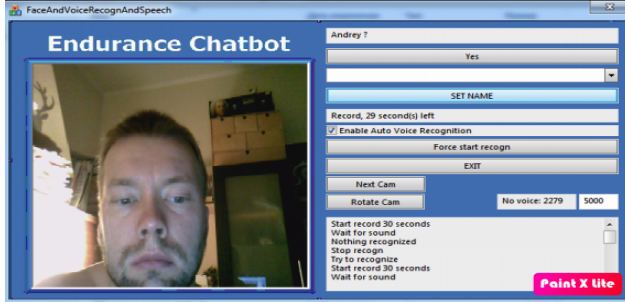 FaceAndVoiceRecognAndSpeech
Endurance Chatbot
Andrey ?
Yes
SET NAME
Record, 29 second(s) left
Enable Auto Voice Recognition
Force start recogn
EXIT
Next Cam
Rotate Cam
No voice: 2279
5000
Start record 30 seconds
Wait for sound
Nothing recognized
Stop recogn
Try to recognize
Start record 30 seconds
Wait for sound
Paint X Lite